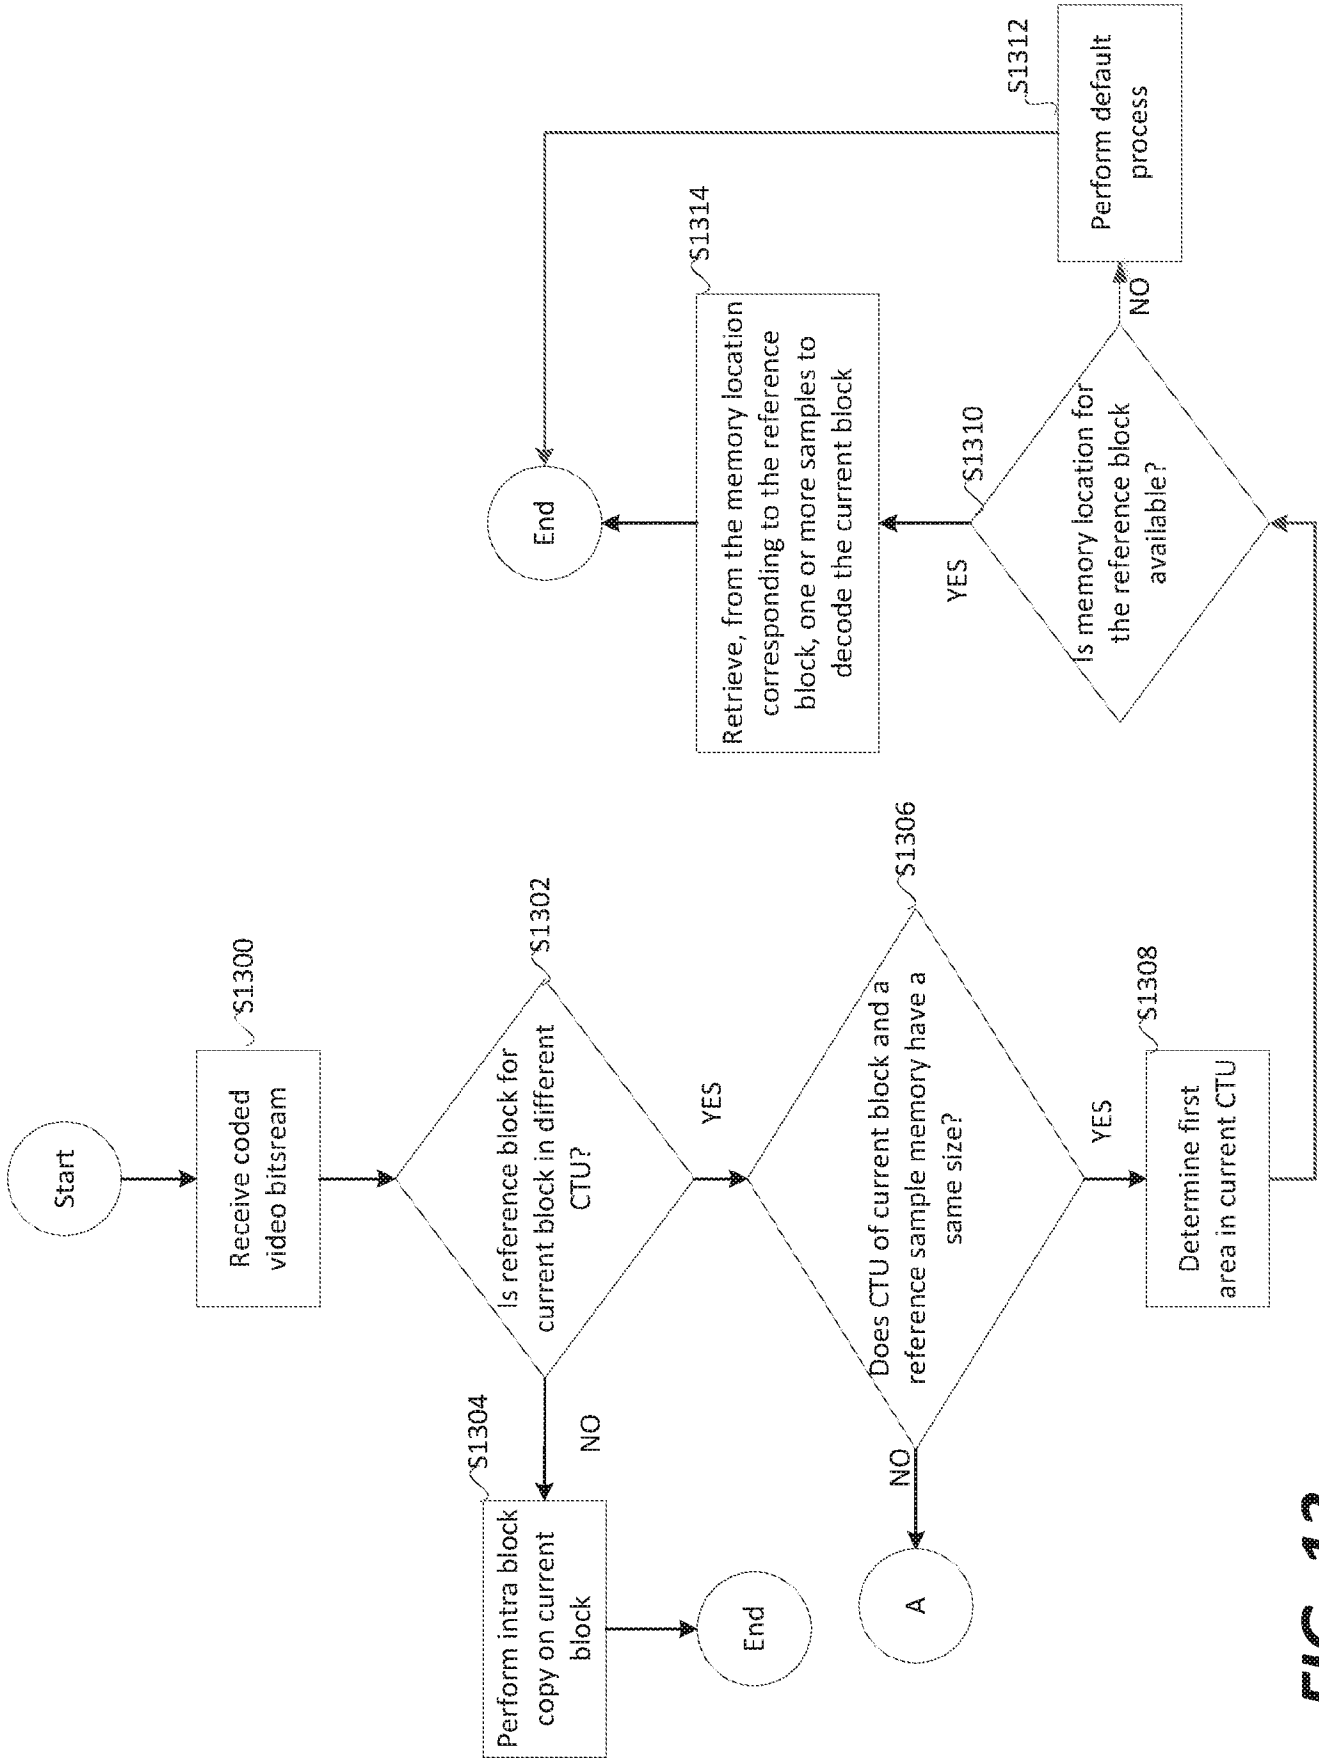 Start
S1300
Receive coded
video bitsream
S1302
Is reference block for
current block in different
CTU?
NO
YES
S1304
Perform intra block
copy on current
block
End
S1306
Does CTU of current block and a
reference sample memory have a
same size?
NO
YES
A
S1308
Determine first
area in current CTU
S1310
Is memory location for
the reference block
available?
YES
NO
S1314
Retrieve, from the memory location
corresponding to the reference
block, one or more samples to
decode the current block
S1312
Perform default
process
End
FIG. 13